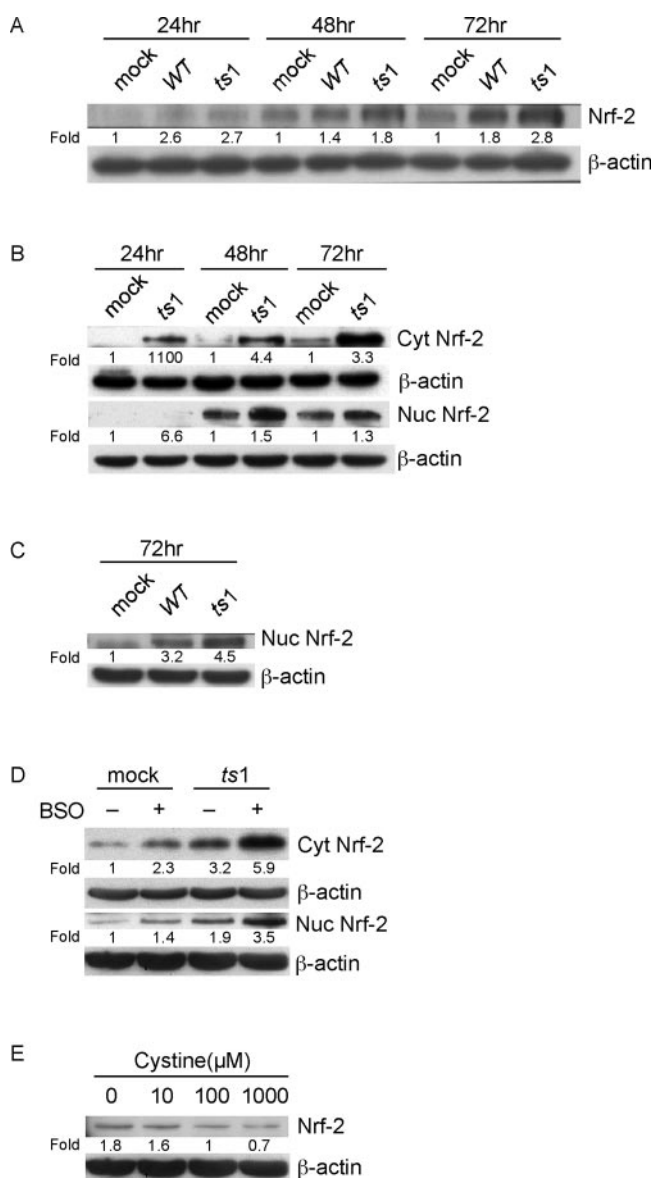 A
24hr 48hr 72hr
mock WT ts1 mock WT ts1 mock WT ts1
Nrf-2
Fold 1 2.6 2.7 1 1.4 1.8 1 1.8 2.8
β-actin
B
24hr 48hr 72hr
mock ts1 mock ts1 mock ts1
Cyt Nrf-2
Fold 1 1100 1 4.4 1 3.3
β-actin
Nuc Nrf-2
Fold 1 6.6 1 1.5 1 1.3
β-actin
C
72hr
mock WT ts1
Nuc Nrf-2
Fold 1 3.2 4.5
β-actin
D
mock ts1
BSO – + – +
Cyt Nrf-2
Fold 1 2.3 3.2 5.9
β-actin
Nuc Nrf-2
Fold 1 1.4 1.9 3.5
β-actin
E
Cystine(μM)
0 10 100 1000
Nrf-2
Fold 1.8 1.6 1 0.7
β-actin